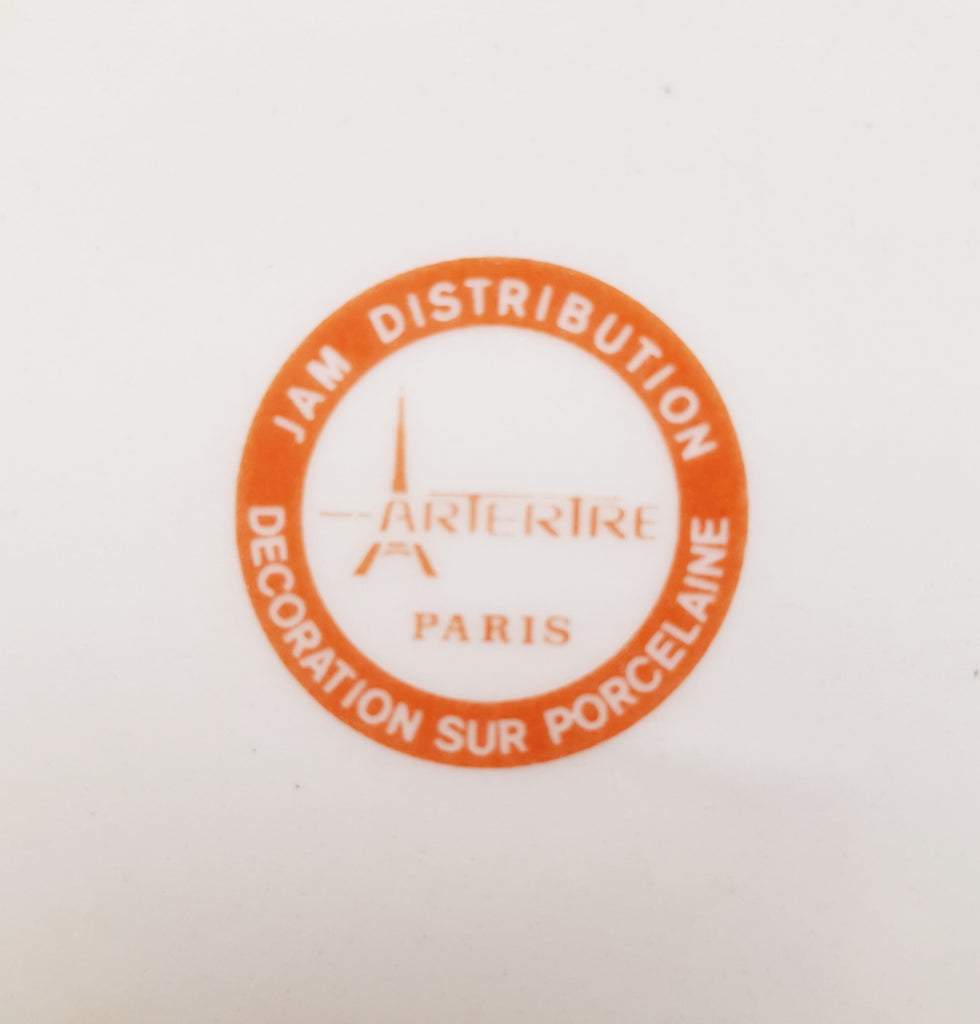 JAM DISTRIBUTION
ARTERTRE
PARIS
DECORATION SUR PORCELAINE